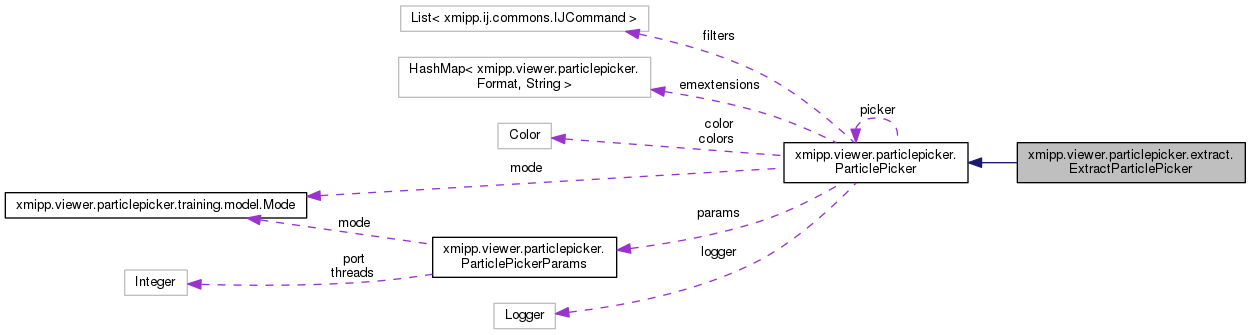 List< xmipp.ij.commons.IJCommand >
filters
HashMap< xmipp.viewer.particlepicker.
Format, String >
emextensions
picker
Color
color
colors
xmipp.viewer.particlepicker.
ParticlePicker
xmipp.viewer.particlepicker.extract.
ExtractParticlePicker
mode
xmipp.viewer.particlepicker.training.model.Mode
mode
params
xmipp.viewer.particlepicker.
ParticlePickerParams
port
threads
logger
Integer
Logger